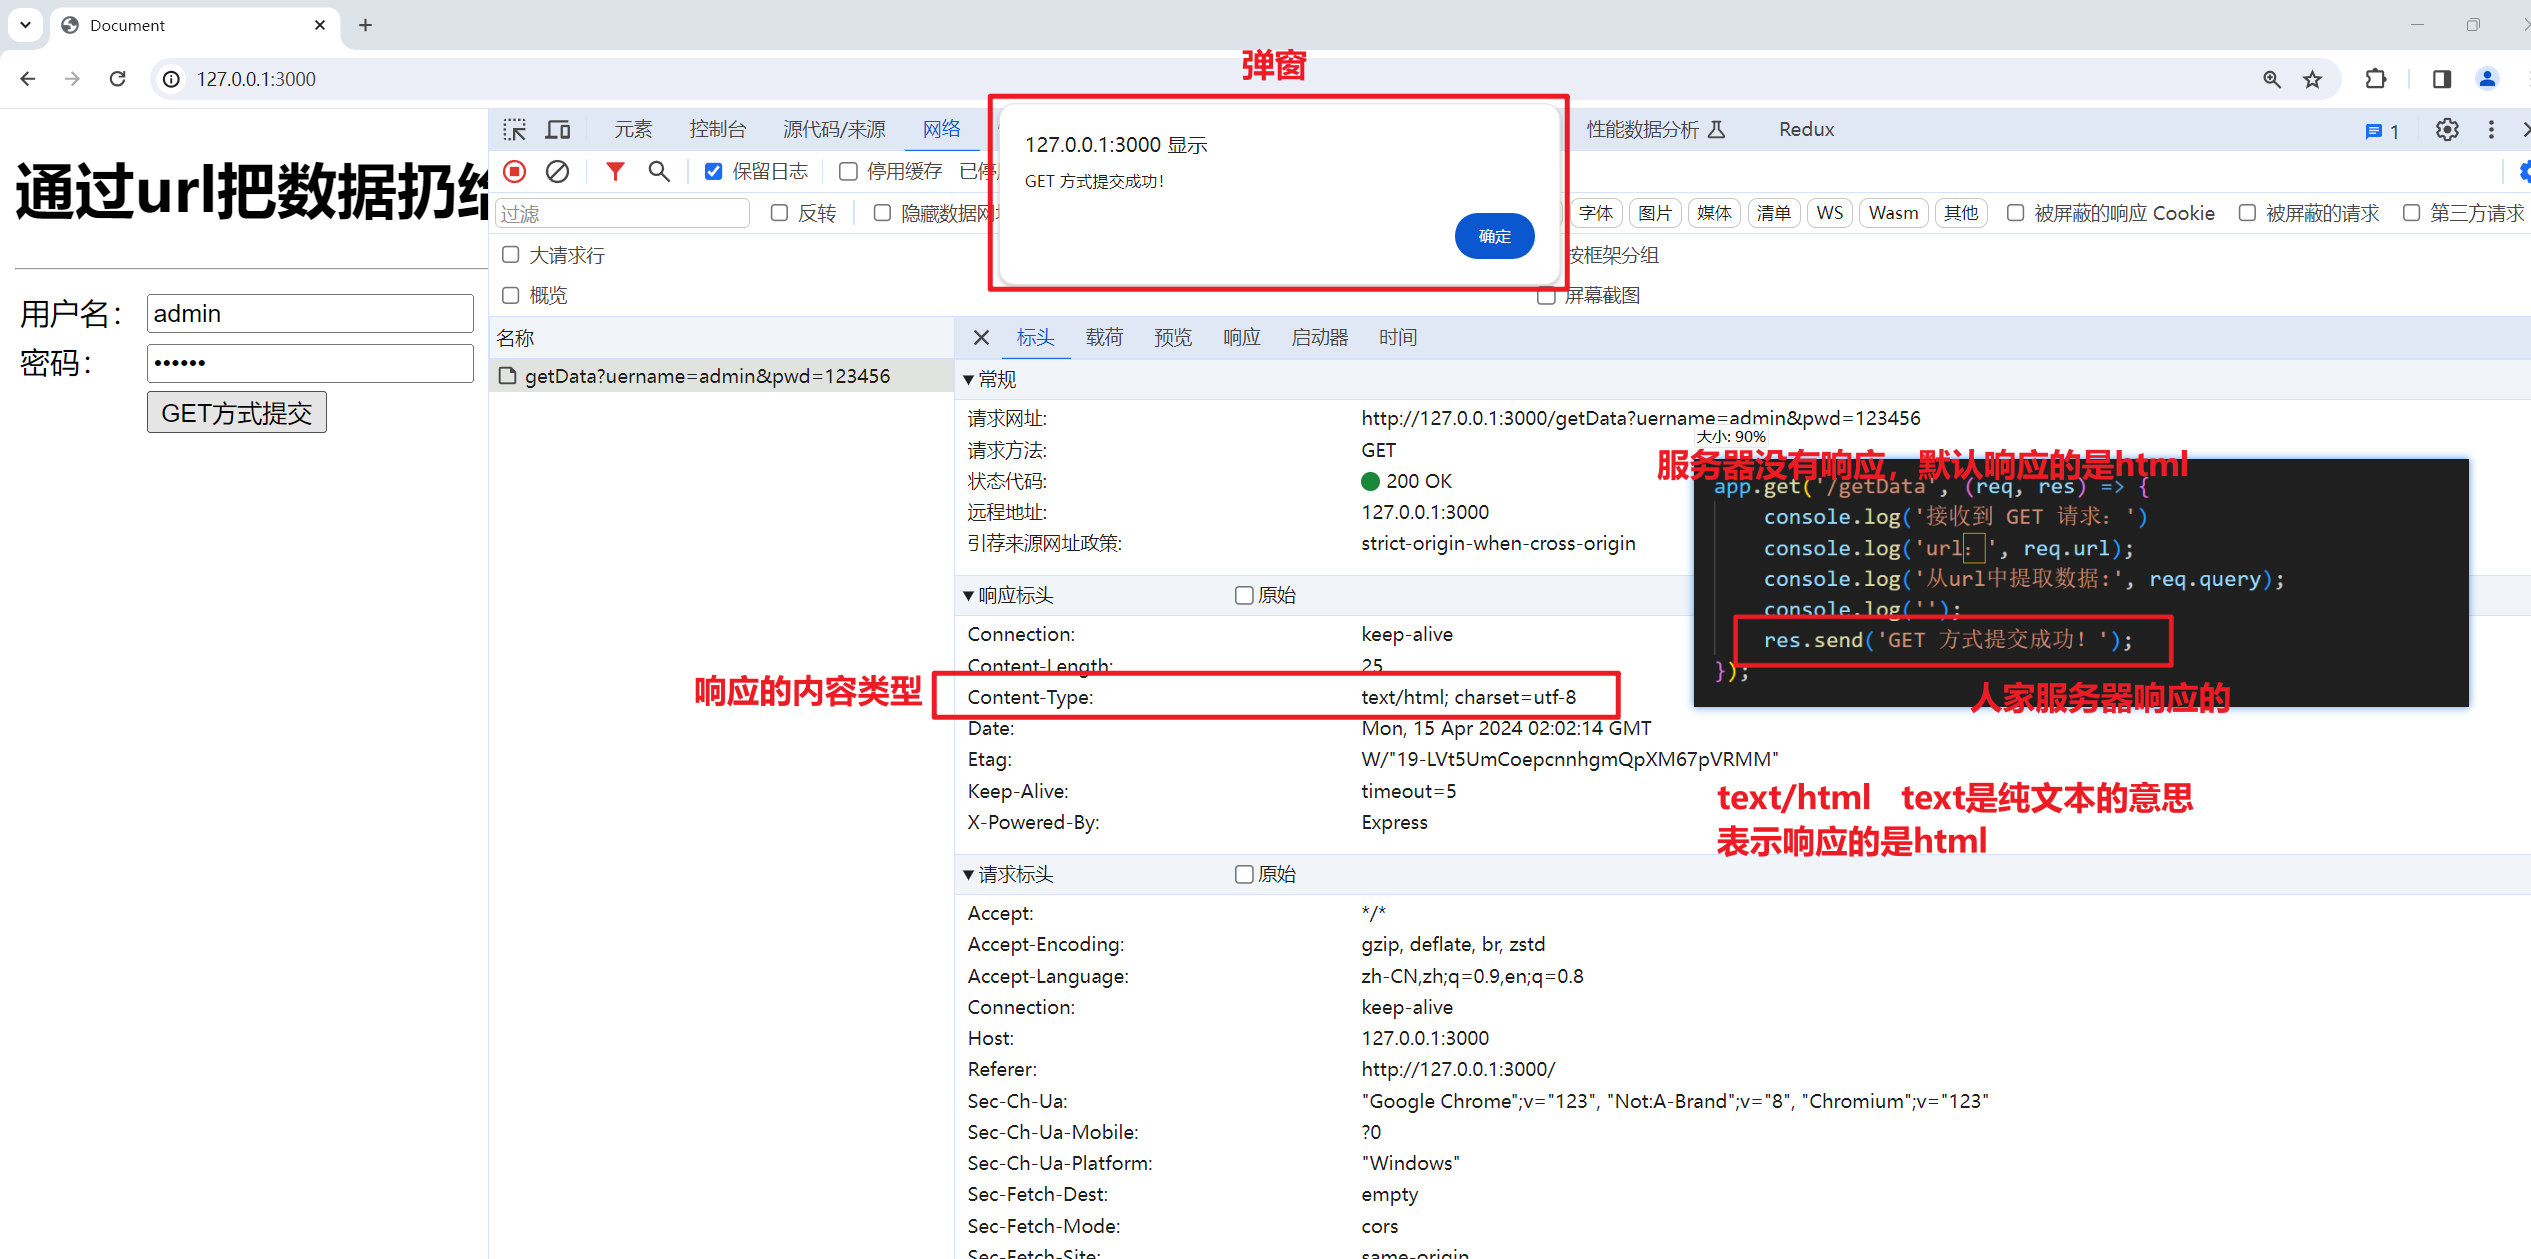 Document
127.0.0.1:3000
弹窗
127.0.0.1:3000 显示
GET 方式提交成功!
确定
通过url把数据扔给
用户名：
admin
密码：
••••••
GET方式提交
元素 控制台 源代码/来源 网络 性能数据分析 Redux 1
保留日志 停用缓存
过滤 反转 隐藏数据网 字体 图片 媒体 清单 WS Wasm 其他 被屏蔽的响应 Cookie 被屏蔽的请求 第三方请求
大请求行 按框架分组
概览 屏幕截图
名称
getData?uername=admin&pwd=123456
标头 载荷 预览 响应 启动器 时间
常规
请求网址: http://127.0.0.1:3000/getData?uername=admin&pwd=123456
请求方法: GET
状态代码: 200 OK
远程地址: 127.0.0.1:3000
引荐来源网址政策: strict-origin-when-cross-origin
大小: 90%
服务器没有响应，默认响应的是html
app.get('/getData', (req, res) => {
console.log('接收到 GET 请求：')
console.log('url：', req.url);
console.log('从url中提取数据:', req.query);
console.log('');
res.send('GET 方式提交成功！');
});
人家服务器响应的
响应标头 原始
Connection: keep-alive
Content-Length: 25
响应的内容类型
Content-Type: text/html; charset=utf-8
Date: Mon, 15 Apr 2024 02:02:14 GMT
Etag: W/"19-LVt5UmCoepcnnhgmQpXM67pVRMM"
Keep-Alive: timeout=5
X-Powered-By: Express
text/html text是纯文本的意思
表示响应的是html
请求标头 原始
Accept: */*
Accept-Encoding: gzip, deflate, br, zstd
Accept-Language: zh-CN,zh;q=0.9,en;q=0.8
Connection: keep-alive
Host: 127.0.0.1:3000
Referer: http://127.0.0.1:3000/
Sec-Ch-Ua: "Google Chrome";v="123", "Not:A-Brand";v="8", "Chromium";v="123"
Sec-Ch-Ua-Mobile: ?0
Sec-Ch-Ua-Platform: "Windows"
Sec-Fetch-Dest: empty
Sec-Fetch-Mode: cors
Sec-Fetch-Site: same-origin